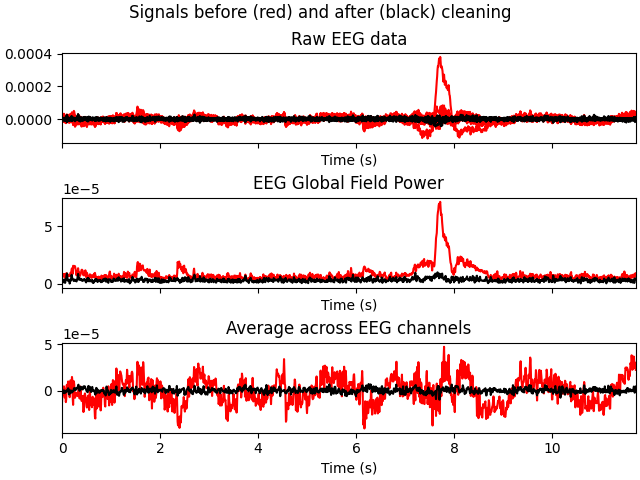 Signals before (red) and after (black) cleaning
Raw EEG data
0.0004
0.0002
0.0000
Time (s)
EEG Global Field Power
1e−5
5
0
Time (s)
Average across EEG channels
1e−5
5
0
0 2 4 6 8 10
Time (s)